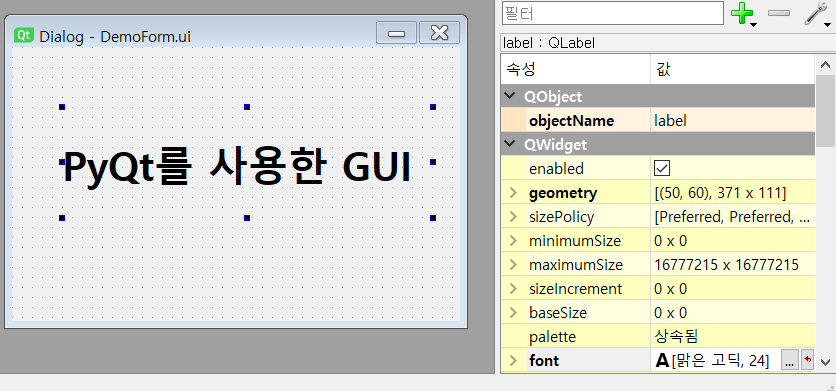 Dialog - DemoForm.ui
PyQt를 사용한 GUI
필터
label : QLabel
속성 값
QObject
objectName label
QWidget
enabled
geometry [(50, 60), 371 x 111]
sizePolicy [Preferred, Preferred, ...
minimumSize 0 x 0
maximumSize 16777215 x 16777215
sizeIncrement 0 x 0
baseSize 0 x 0
palette 상속됨
font A [맑은 고딕, 24] ...